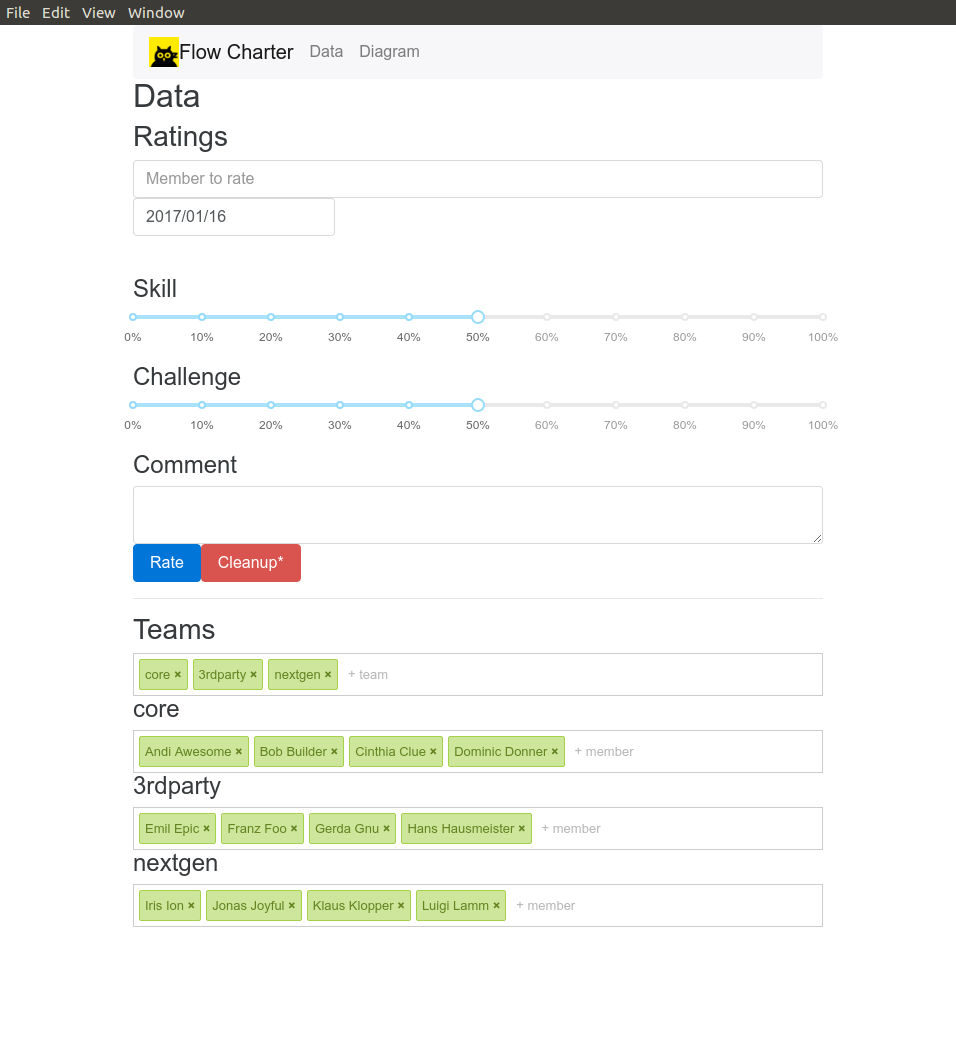 File Edit View Window
Flow Charter Data Diagram
Data
Ratings
Member to rate
2017/01/16
Skill
0% 10% 20% 30% 40% 50% 60% 70% 80% 90% 100%
Challenge
0% 10% 20% 30% 40% 50% 60% 70% 80% 90% 100%
Comment
Rate Cleanup*
Teams
core × 3rdparty × nextgen × + team
core
Andi Awesome × Bob Builder × Cinthia Clue × Dominic Donner × + member
3rdparty
Emil Epic × Franz Foo × Gerda Gnu × Hans Hausmeister × + member
nextgen
Iris Ion × Jonas Joyful × Klaus Klopper × Luigi Lamm × + member